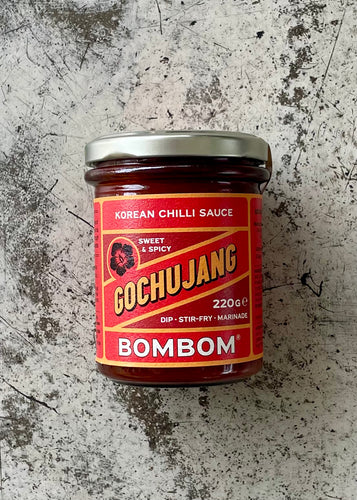 KOREAN CHILLI SAUCE
SWEET
& SPICY
GOCHUJANG
220G℮
DIP · STIR-FRY · MARINADE
BOMBOM®